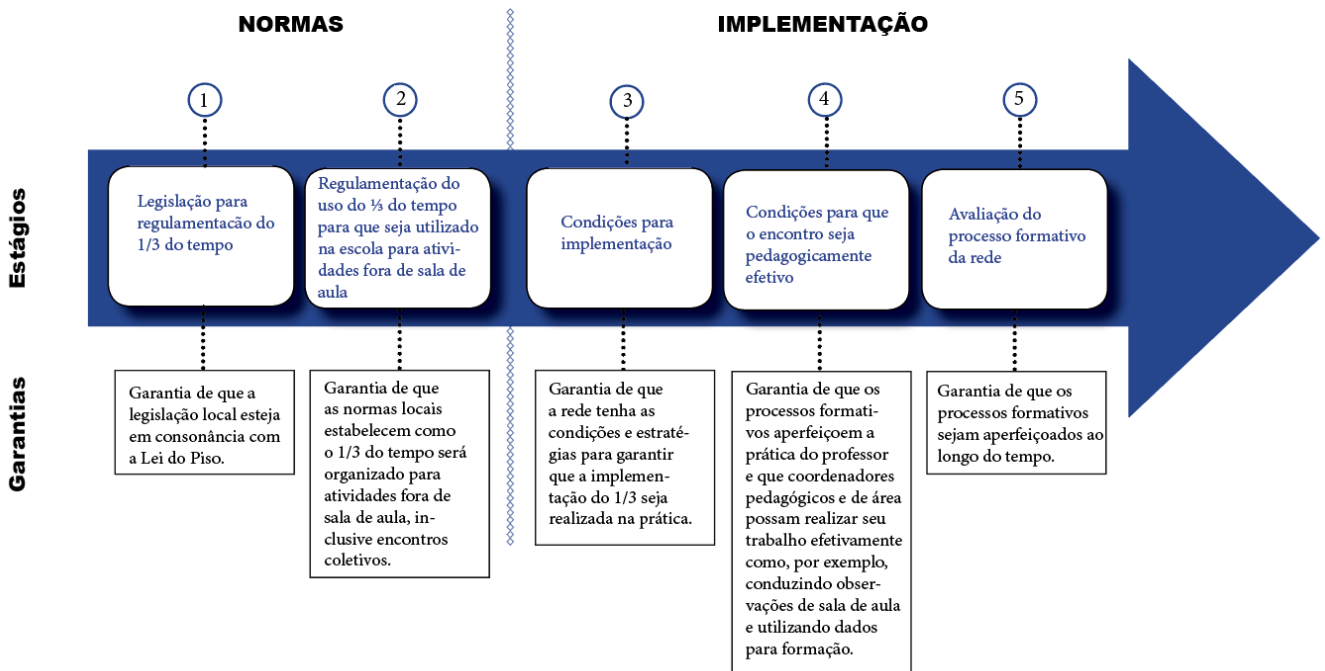 NORMAS
IMPLEMENTAÇÃO
1
2
3
4
5
Estágios
Legislação para
regulamentacão do
1/3 do tempo
Regulamentação do
uso do ⅓ do tempo
para que seja utilizado
na escola para ativi-
dades fora de sala de
aula
Condições para
implementação
Condições para que
o encontro seja
pedagogicamente
efetivo
Avaliação do
processo formativo
da rede
Garantias
Garantia de que a
legislação local esteja
em consonância com
a Lei do Piso.
Garantia de que
as normas locais
estabelecem como
o 1/3 do tempo será
organizado para
atividades fora de
sala de aula, in-
clusive encontros
coletivos.
Garantia de que
a rede tenha as
condições e estraté-
gias para garantir
que a implemen-
tação do 1/3 seja
realizada na prática.
Garantia de que os
processos formati-
vos aperfeiçoem a
prática do professor
e que coordenadores
pedagógicos e de área
possam realizar seu
trabalho efetivamente
como, por exemplo,
conduzindo obser-
vações de sala de aula
e utilizando dados
para formação.
Garantia de que os
processos formativos
sejam aperfeiçoados ao
longo do tempo.